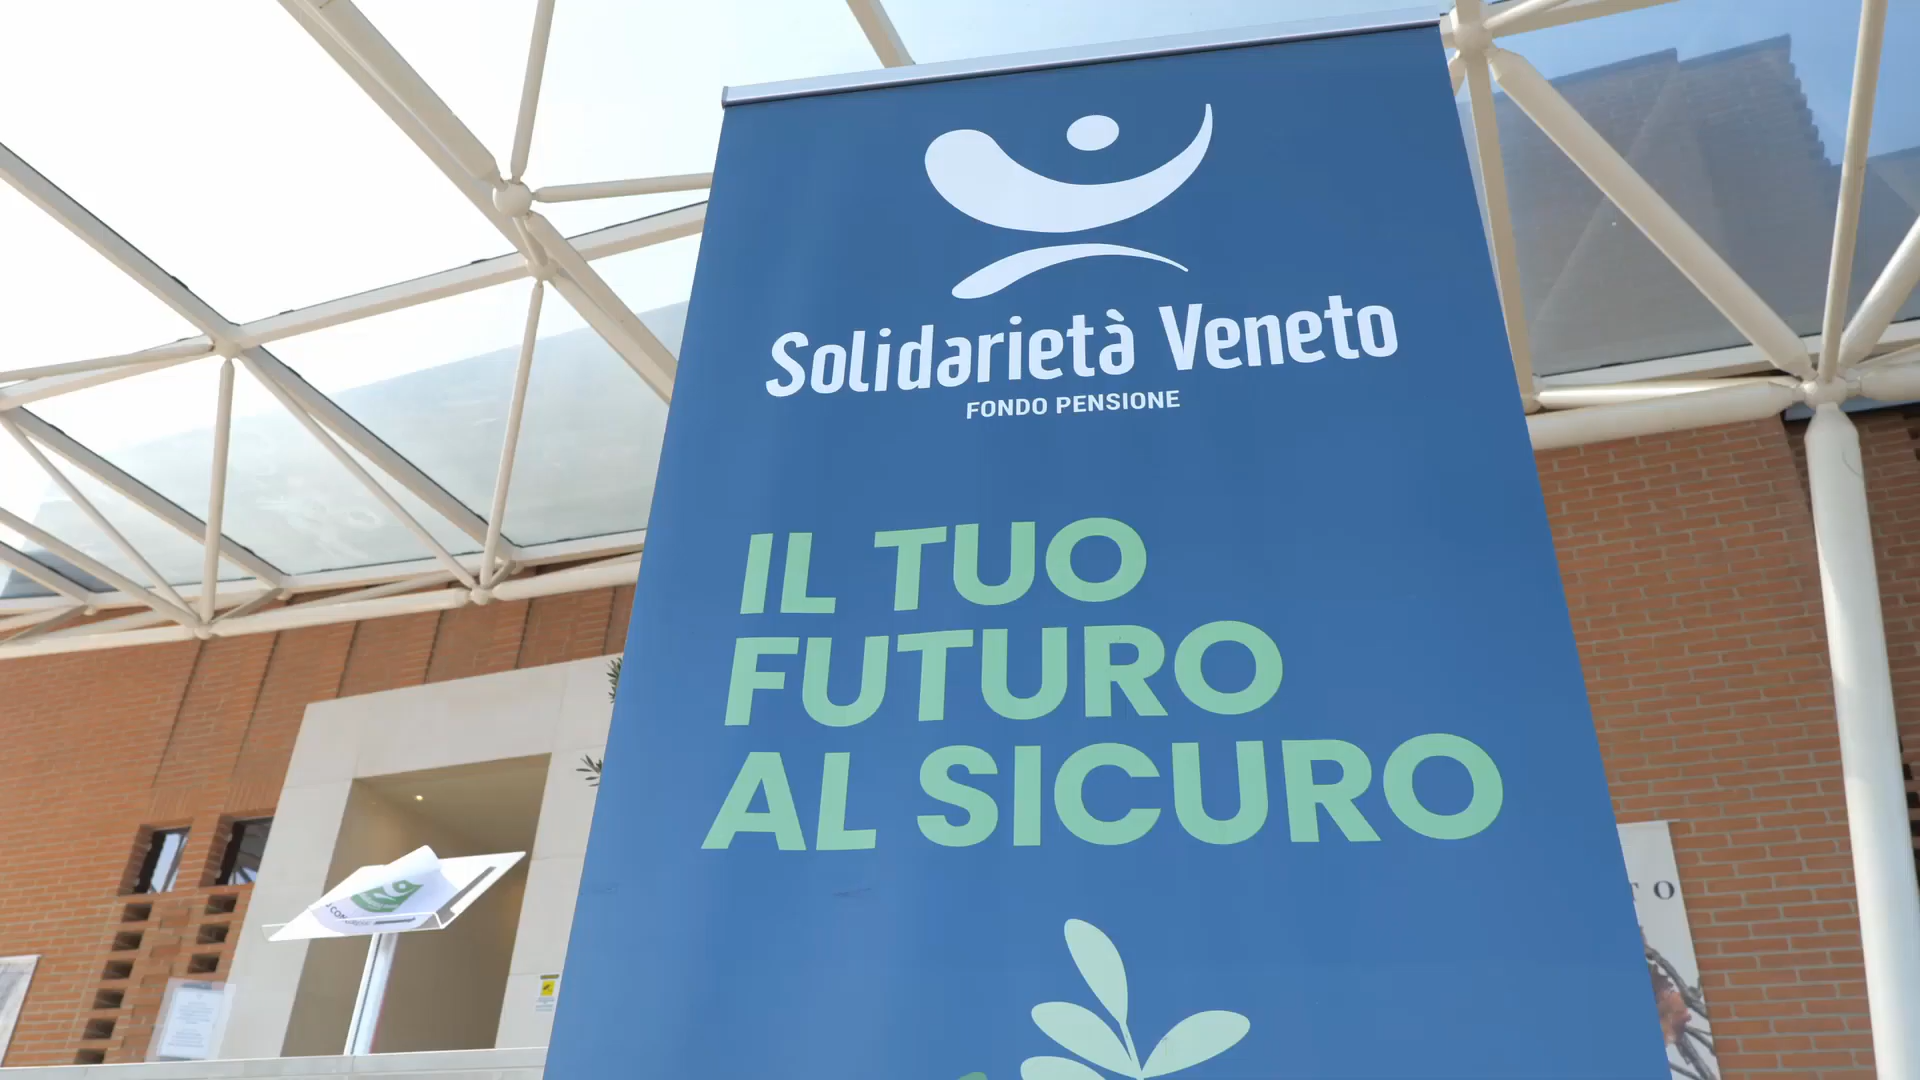 Solidarietà Veneto
FONDO PENSIONE
IL TUO
FUTURO
AL SICURO